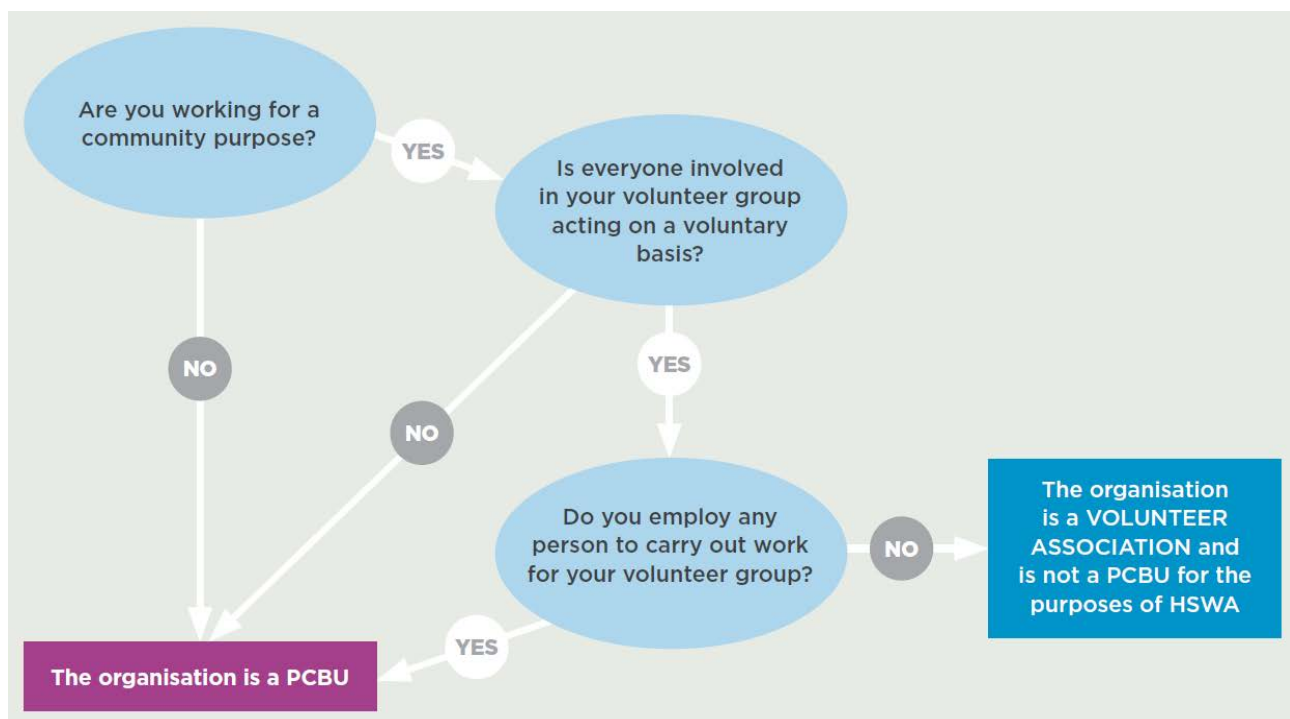 Are you working for a
community purpose?
YES
Is everyone involved
in your volunteer group
acting on a voluntary
basis?
NO
NO
YES
Do you employ any
person to carry out work
for your volunteer group?
NO
The organisation
is a VOLUNTEER
ASSOCIATION and
is not a PCBU for the
purposes of HSWA
YES
The organisation is a PCBU